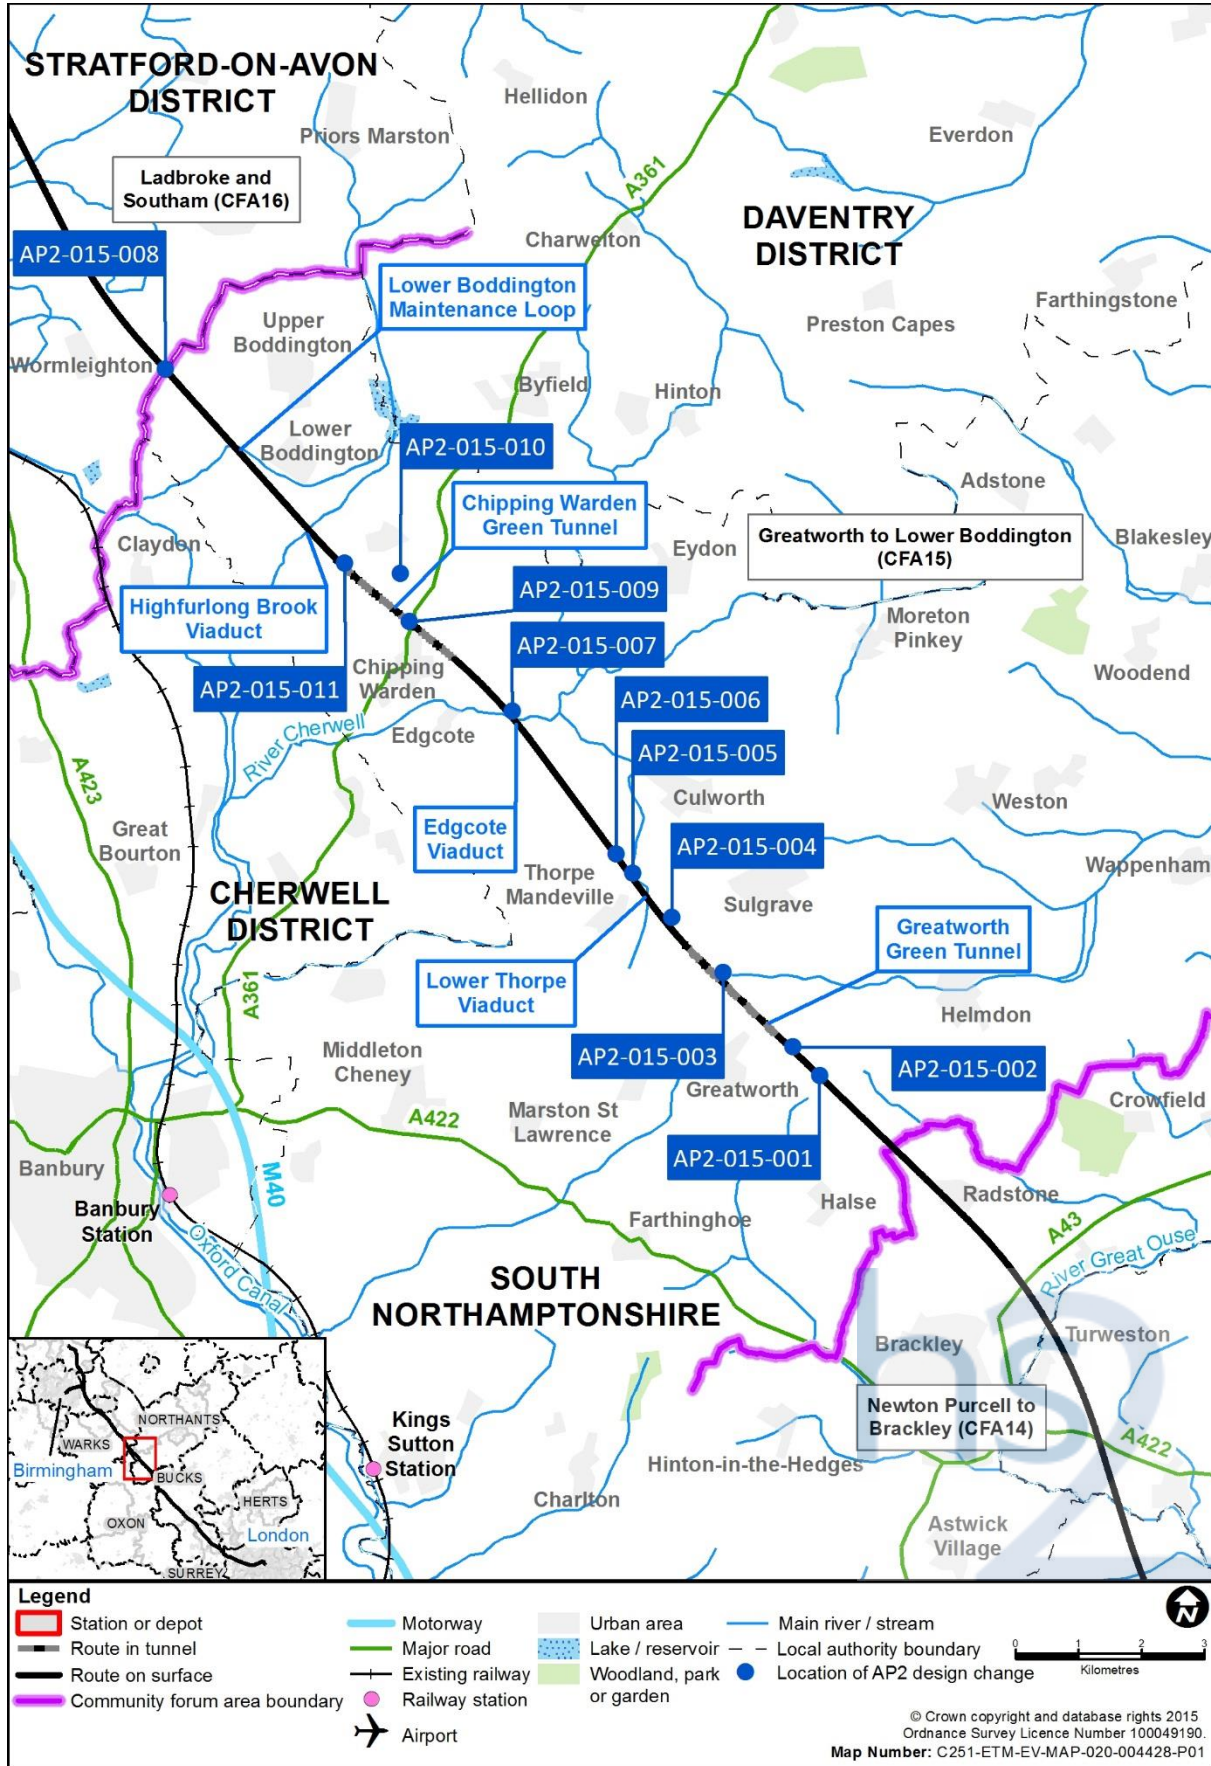 STRATFORD-ON-AVON
DISTRICT
Hellidon
Priors Marston
Everdon
A361
Ladbroke and
Southam (CFA16)
DAVENTRY
DISTRICT
AP2-015-008
Charwelton
Lower Boddington
Maintenance Loop
Farthingstone
Upper
Boddington
Preston Capes
Wormleighton
Byfield
Hinton
Lower
Boddington
AP2-015-010
Adstone
Chipping Warden
Green Tunnel
Claydon
Eydon
Greatworth to Lower Boddington
(CFA15)
Blakesley
AP2-015-009
Highfurlong Brook
Viaduct
Moreton
Pinkey
AP2-015-007
Woodend
Chipping
Warden
AP2-015-011
AP2-015-006
River Cherwell
Edgcote
AP2-015-005
A423
Culworth
Weston
Great
Bourton
Edgcote
Viaduct
AP2-015-004
Wappenham
Thorpe
Mandeville
CHERWELL
DISTRICT
Sulgrave
Greatworth
Green Tunnel
A361
Lower Thorpe
Viaduct
Helmdon
Middleton
Cheney
AP2-015-003
AP2-015-002
Greatworth
Crowfield
Marston St
Lawrence
A422
AP2-015-001
Banbury
M40
Banbury
Station
Halse
Radstone
Farthinghoe
A43
Oxford Canal
River Great Ouse
SOUTH
NORTHAMPTONSHIRE
hs2
Brackley
Turweston
Newton Purcell to
Brackley (CFA14)
A422
Kings
Sutton
Station
Hinton-in-the-Hedges
Charlton
Astwick
Village
NORTHANTS
WARKS
Birmingham
BUCKS
HERTS
OXON
London
SURREY
Legend
Station or depot
Route in tunnel
Route on surface
Community forum area boundary
Motorway
Major road
Existing railway
Railway station
Airport
Urban area
Lake / reservoir
Woodland, park
or garden
Main river / stream
Local authority boundary
Location of AP2 design change
N
0 1 2 3
Kilometres
© Crown copyright and database rights 2015
Ordnance Survey Licence Number 100049190.
Map Number: C251-ETM-EV-MAP-020-004428-P01